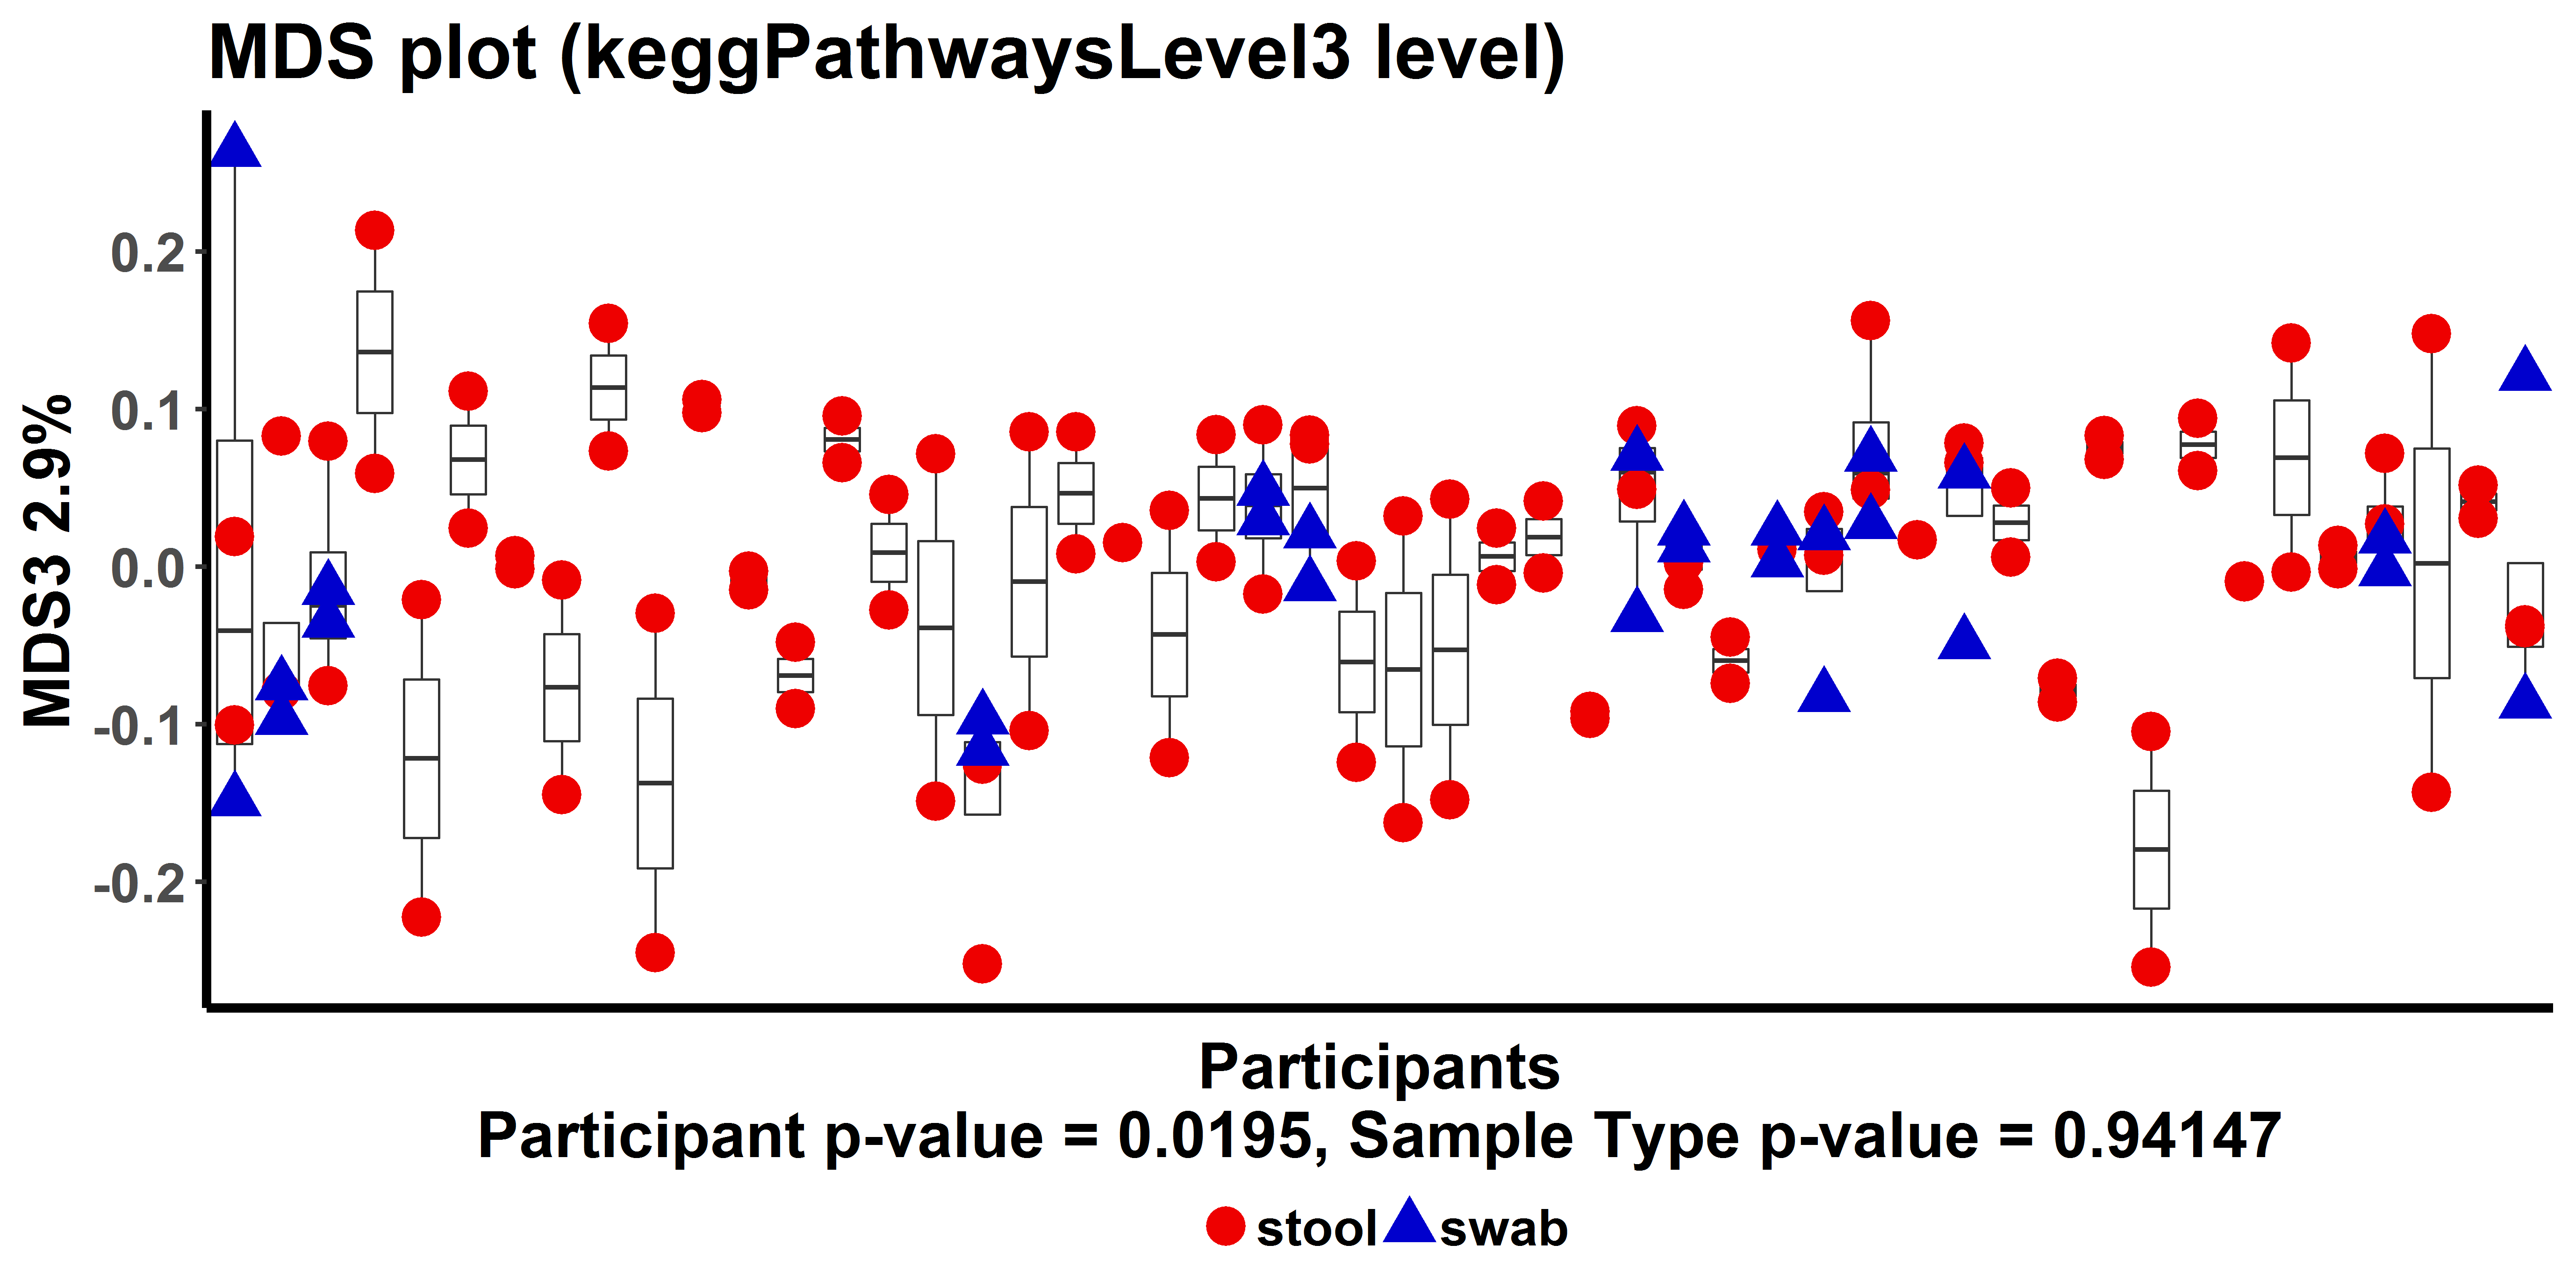 MDS plot (keggPathwaysLevel3 level)
MDS3 2.9%
0.2
0.1
0.0
-0.1
-0.2
Participants
Participant p-value = 0.0195, Sample Type p-value = 0.94147
stool swab